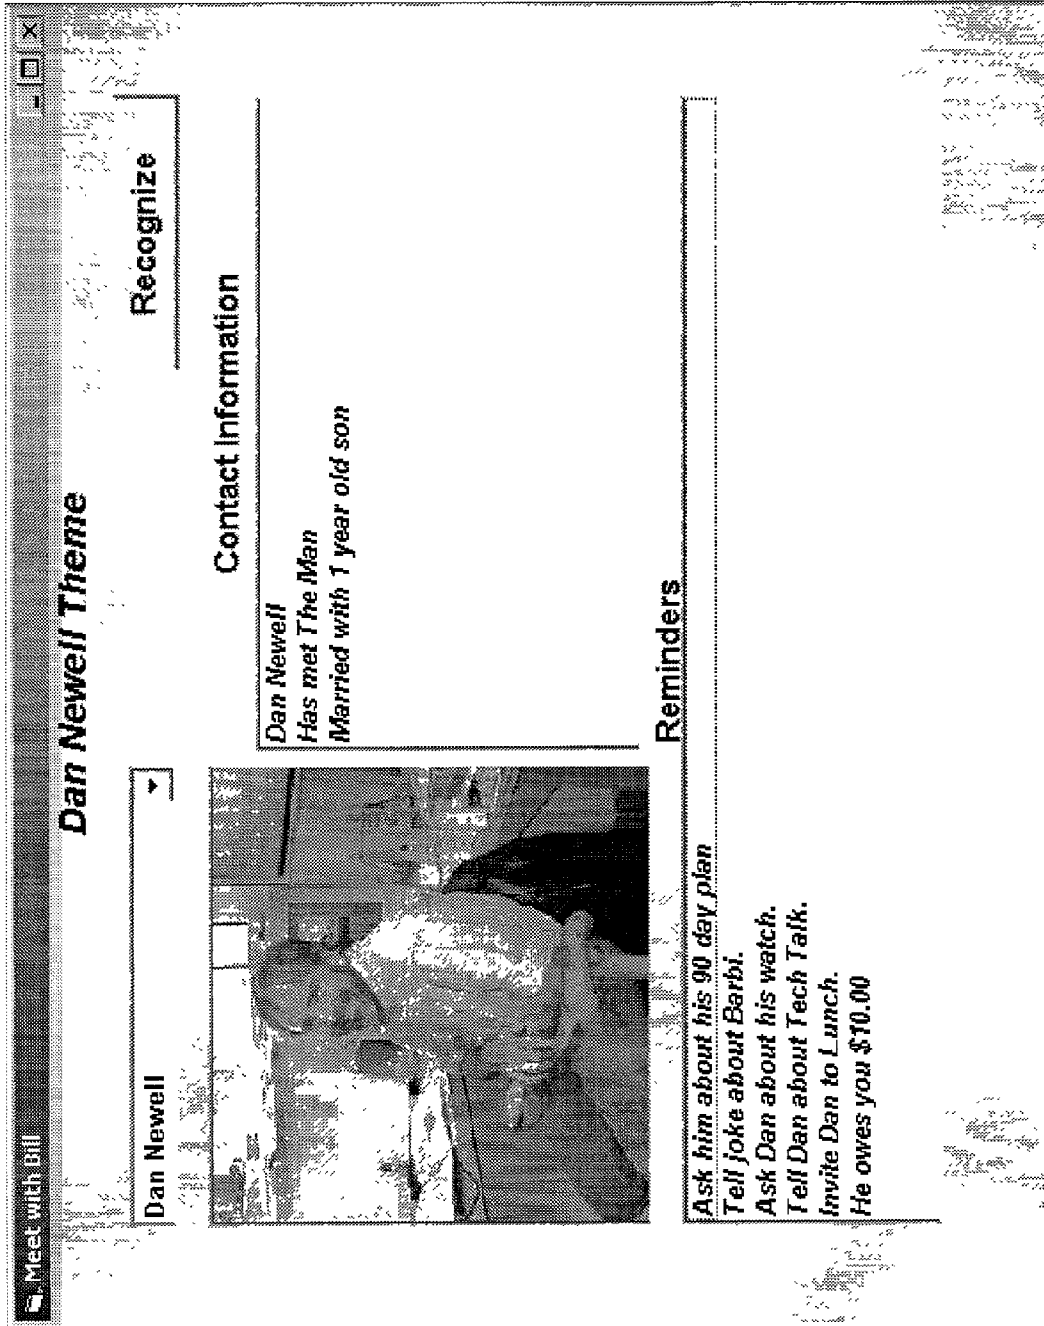 Meet with Bill
Dan Newell Theme
Dan Newell
Recognize
Contact Information
Dan Newell
Has met The Man
Married with 1 year old son
Reminders
Ask him about his 90 day plan
Tell joke about Barbi.
Ask Dan about his watch.
Tell Dan about Tech Talk.
Invite Dan to Lunch.
He owes you $10.00